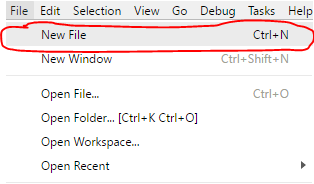 File Edit Selection View Go Debug Tasks Help
New File Ctrl+N
New Window Ctrl+Shift+N
Open File... Ctrl+O
Open Folder... [Ctrl+K Ctrl+O]
Open Workspace...
Open Recent